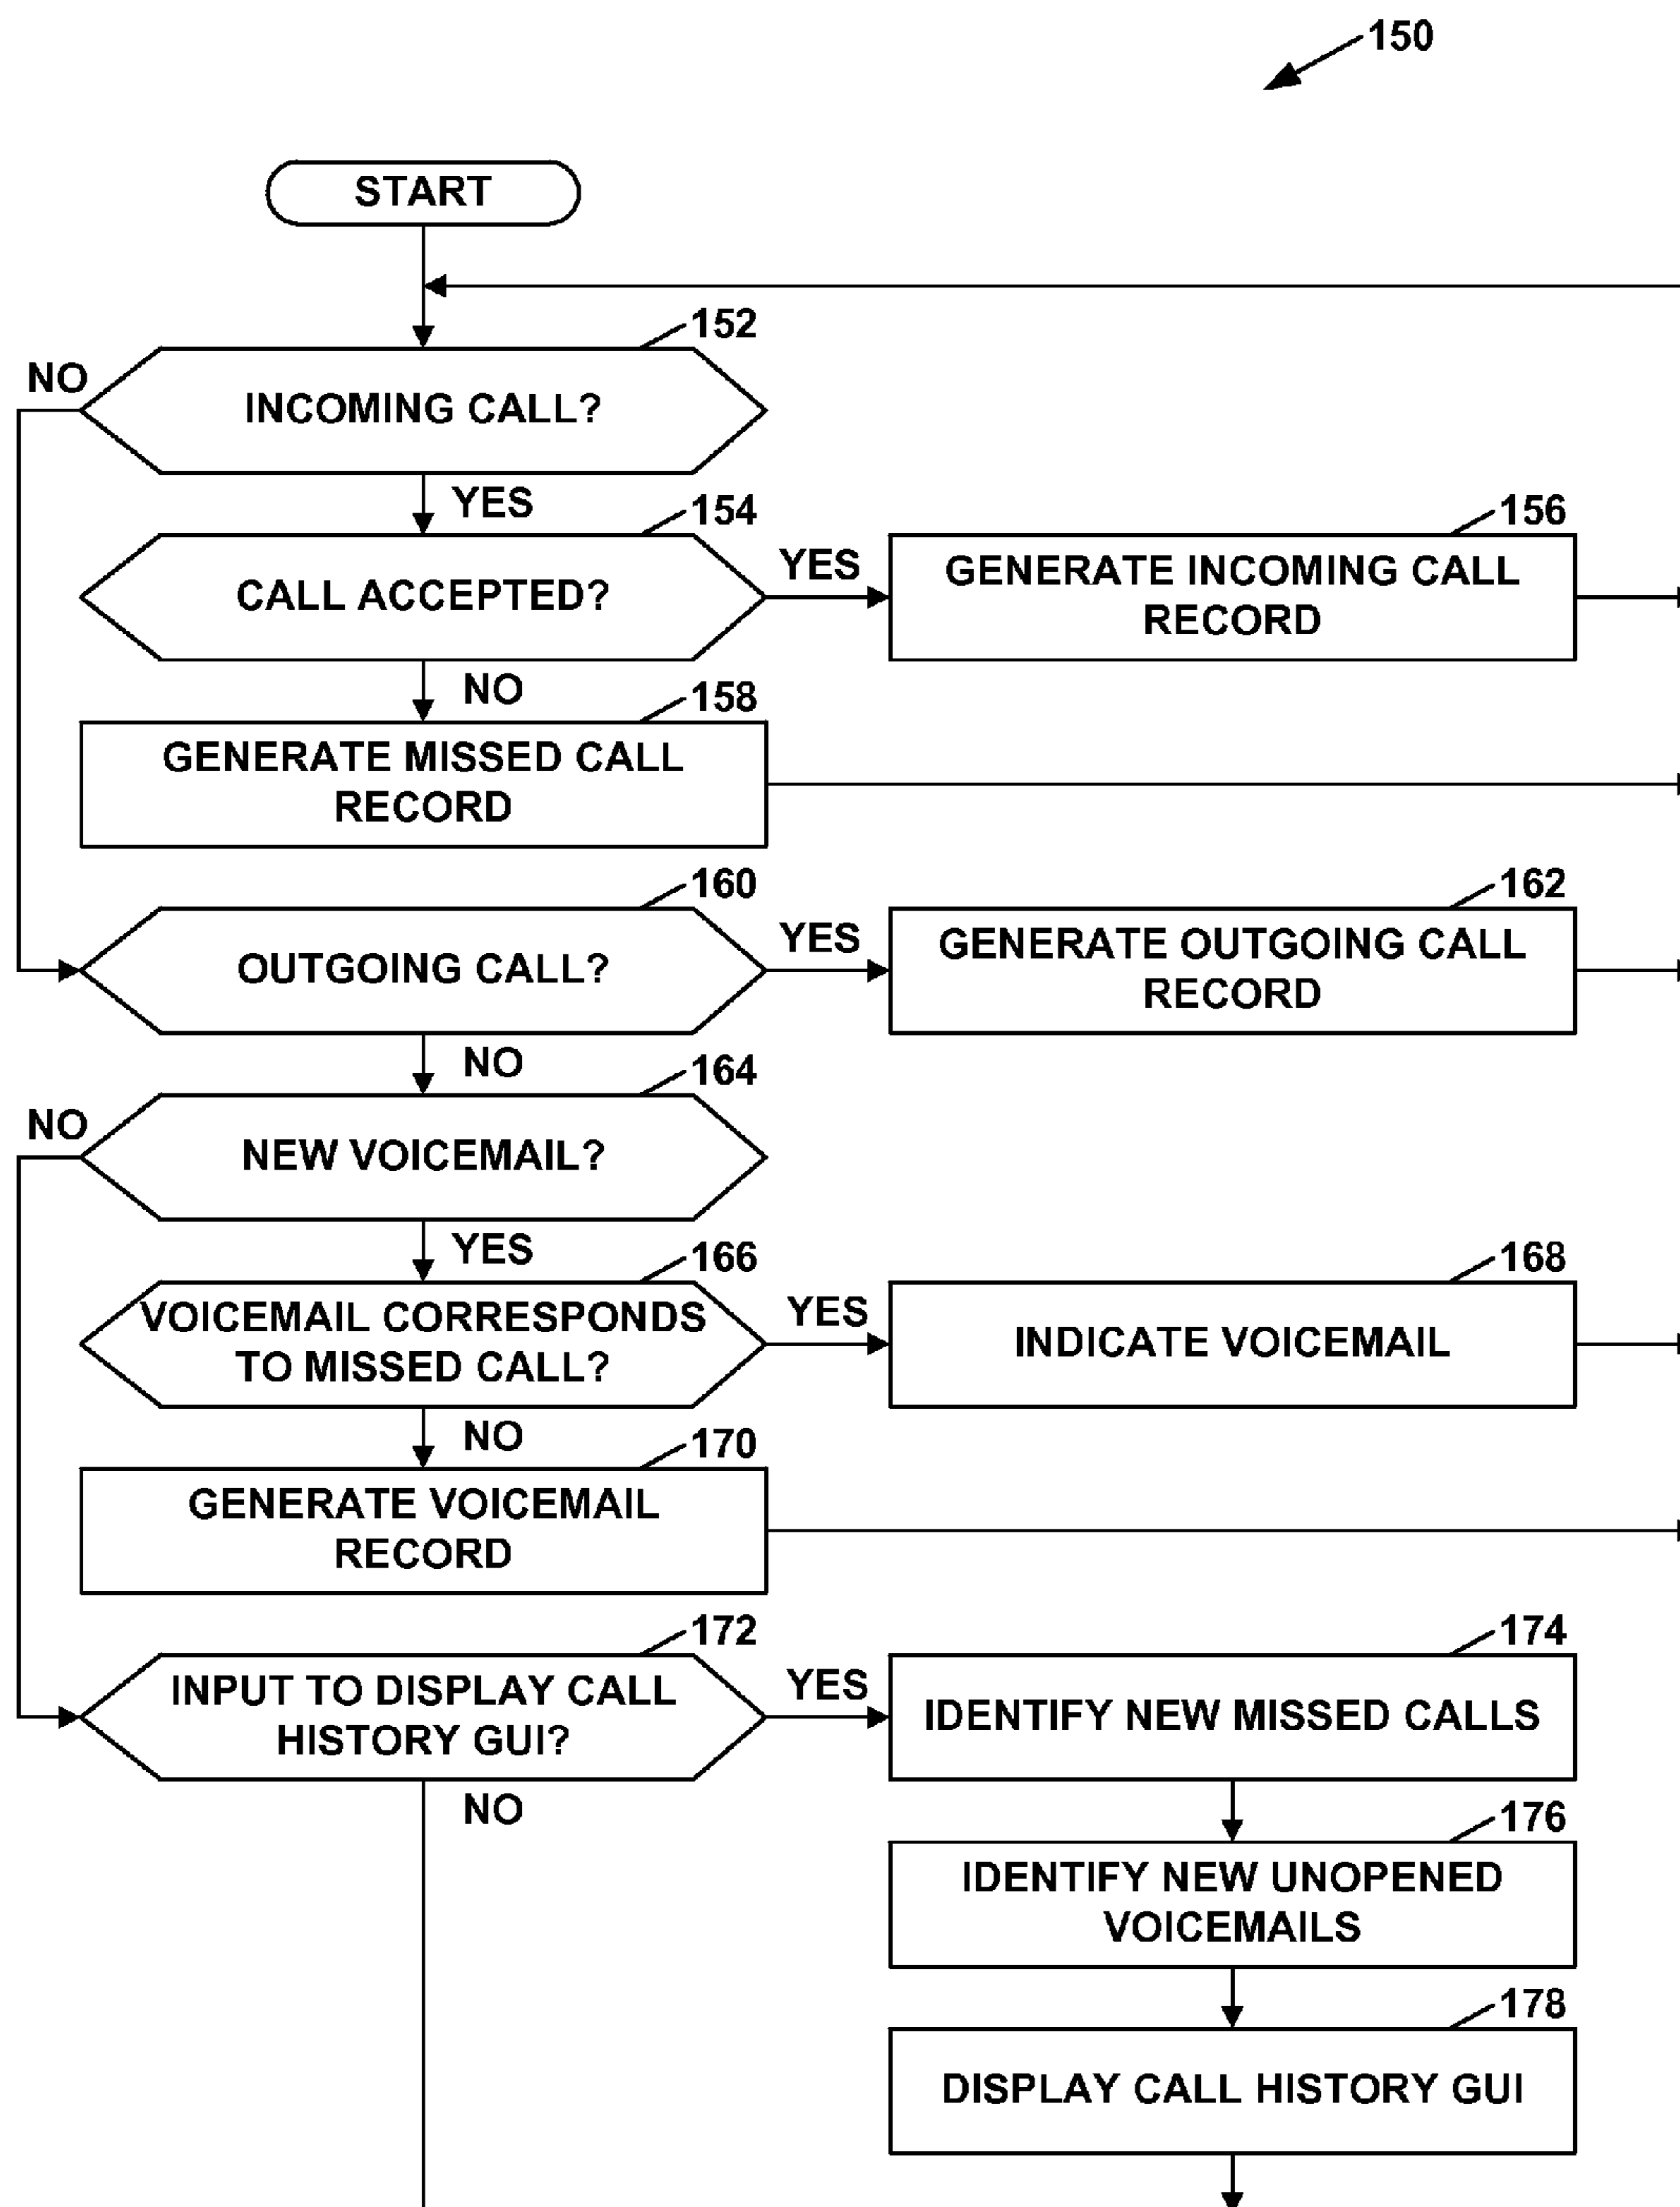 150
START
152
NO
INCOMING CALL?
YES
154
CALL ACCEPTED?
YES
156
GENERATE INCOMING CALL
RECORD
NO
158
GENERATE MISSED CALL
RECORD
160
OUTGOING CALL?
YES
162
GENERATE OUTGOING CALL
RECORD
NO
164
NO
NEW VOICEMAIL?
YES
166
VOICEMAIL CORRESPONDS
TO MISSED CALL?
YES
168
INDICATE VOICEMAIL
NO
170
GENERATE VOICEMAIL
RECORD
172
INPUT TO DISPLAY CALL
HISTORY GUI?
YES
174
IDENTIFY NEW MISSED CALLS
NO
176
IDENTIFY NEW UNOPENED
VOICEMAILS
178
DISPLAY CALL HISTORY GUI